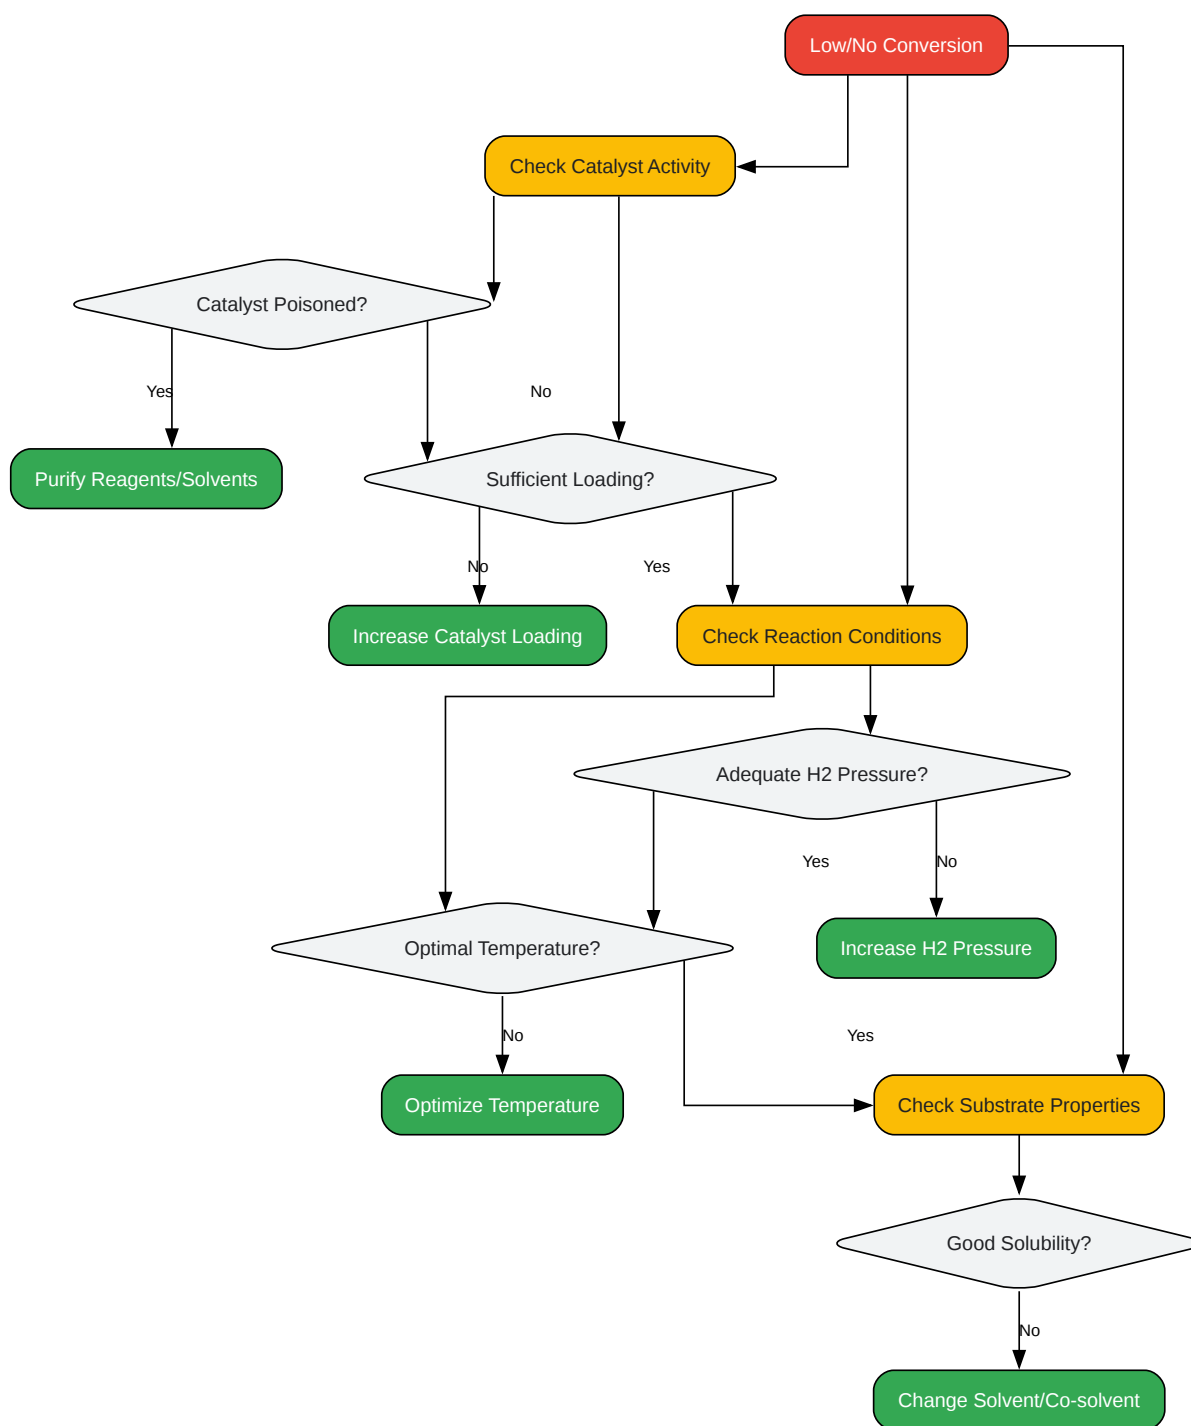 Low/No Conversion
Check Catalyst Activity
Catalyst Poisoned?
Yes
No
Purify Reagents/Solvents
Sufficient Loading?
No
Yes
Increase Catalyst Loading
Check Reaction Conditions
Adequate H2 Pressure?
Yes
No
Optimal Temperature?
Increase H2 Pressure
No
Yes
Optimize Temperature
Check Substrate Properties
Good Solubility?
No
Change Solvent/Co-solvent